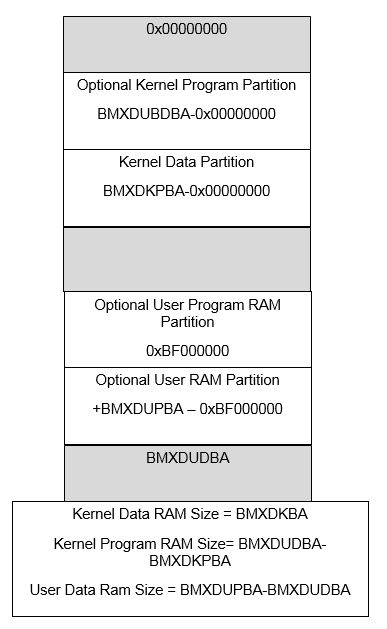 0x00000000
Optional Kernel Program Partition
BMXDUBDBA-0x00000000
Kernel Data Partition
BMXDKPBA-0x00000000
Optional User Program RAM
Partition
0xBF000000
Optional User RAM Partition
+BMXDUPBA – 0xBF000000
BMXDUDBA
Kernel Data RAM Size = BMXDKBA
Kernel Program RAM Size= BMXDUDBA-
BMXDKPBA
User Data Ram Size = BMXDUPBA-BMXDUDBA